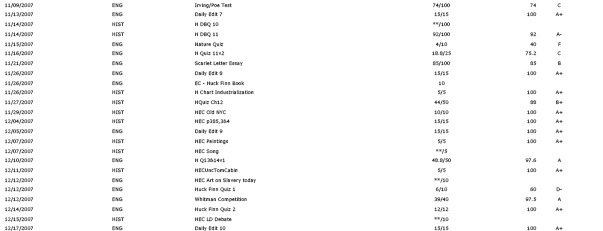 11/09/2007 ENG Irving/Poe Test 74/100 74 C
11/13/2007 ENG Daily Edit 7 15/15 100 A+
11/14/2007 HIST H DBQ 10 **/100
11/14/2007 HIST H DBQ 11 92/100 92 A-
11/15/2007 ENG Nature Quiz 4/10 40 F
11/16/2007 ENG H Quiz 11v2 18.8/25 75.2 C
11/21/2007 ENG Scarlet Letter Essay 85/100 85 B
11/26/2007 ENG Daily Edit 8 15/15 100 A+
11/26/2007 ENG EC - Huck Finn Book 10
11/26/2007 HIST H Chart Industrialization 5/5 100 A+
11/27/2007 HIST HQuiz Ch12 44/50 88 B+
11/29/2007 HIST HEC Old NYC 10/10 100 A+
12/04/2007 HIST HEC p395,384 15/15 100 A+
12/05/2007 ENG Daily Edit 9 15/15 100 A+
12/07/2007 HIST HEC Paintings 5/5 100 A+
12/07/2007 HIST HEC Song **/5
12/10/2007 ENG H Q13&14v1 48.8/50 97.6 A
12/11/2007 HIST HECUncTomCabin 5/5 100 A+
12/12/2007 ENG HEC Art on Slavery today **/10
12/12/2007 ENG Huck Finn Quiz 1 6/10 60 D-
12/12/2007 ENG Whitman Competition 39/40 97.5 A
12/14/2007 ENG Huck Finn Quiz 2 12/12 100 A+
12/15/2007 HIST HEC LD Debate **/10
12/17/2007 ENG Daily Edit 10 15/15 100 A+